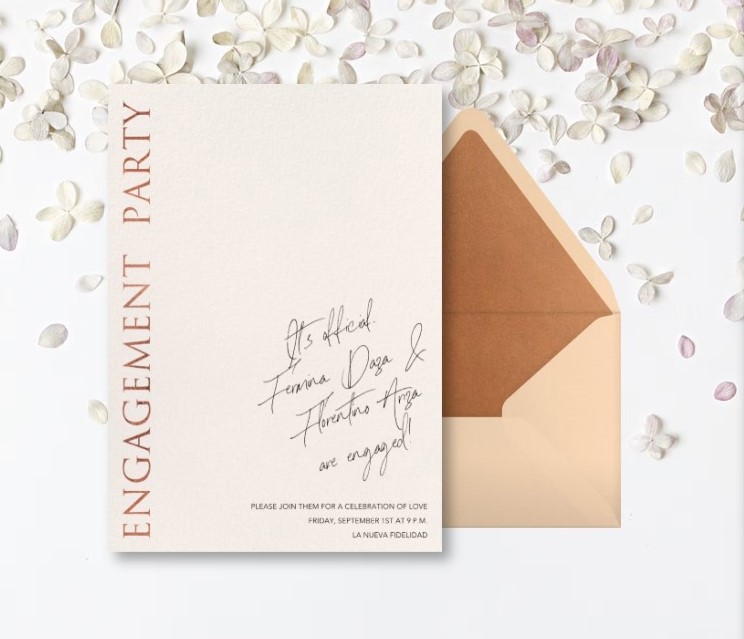 ENGAGEMENT PARTY
It's official.
Fermina Daza &
Florentino Ariza
are engaged!
PLEASE JOIN THEM FOR A CELEBRATION OF LOVE
FRIDAY, SEPTEMBER 1ST AT 9 P.M.
LA NUEVA FIDELIDAD